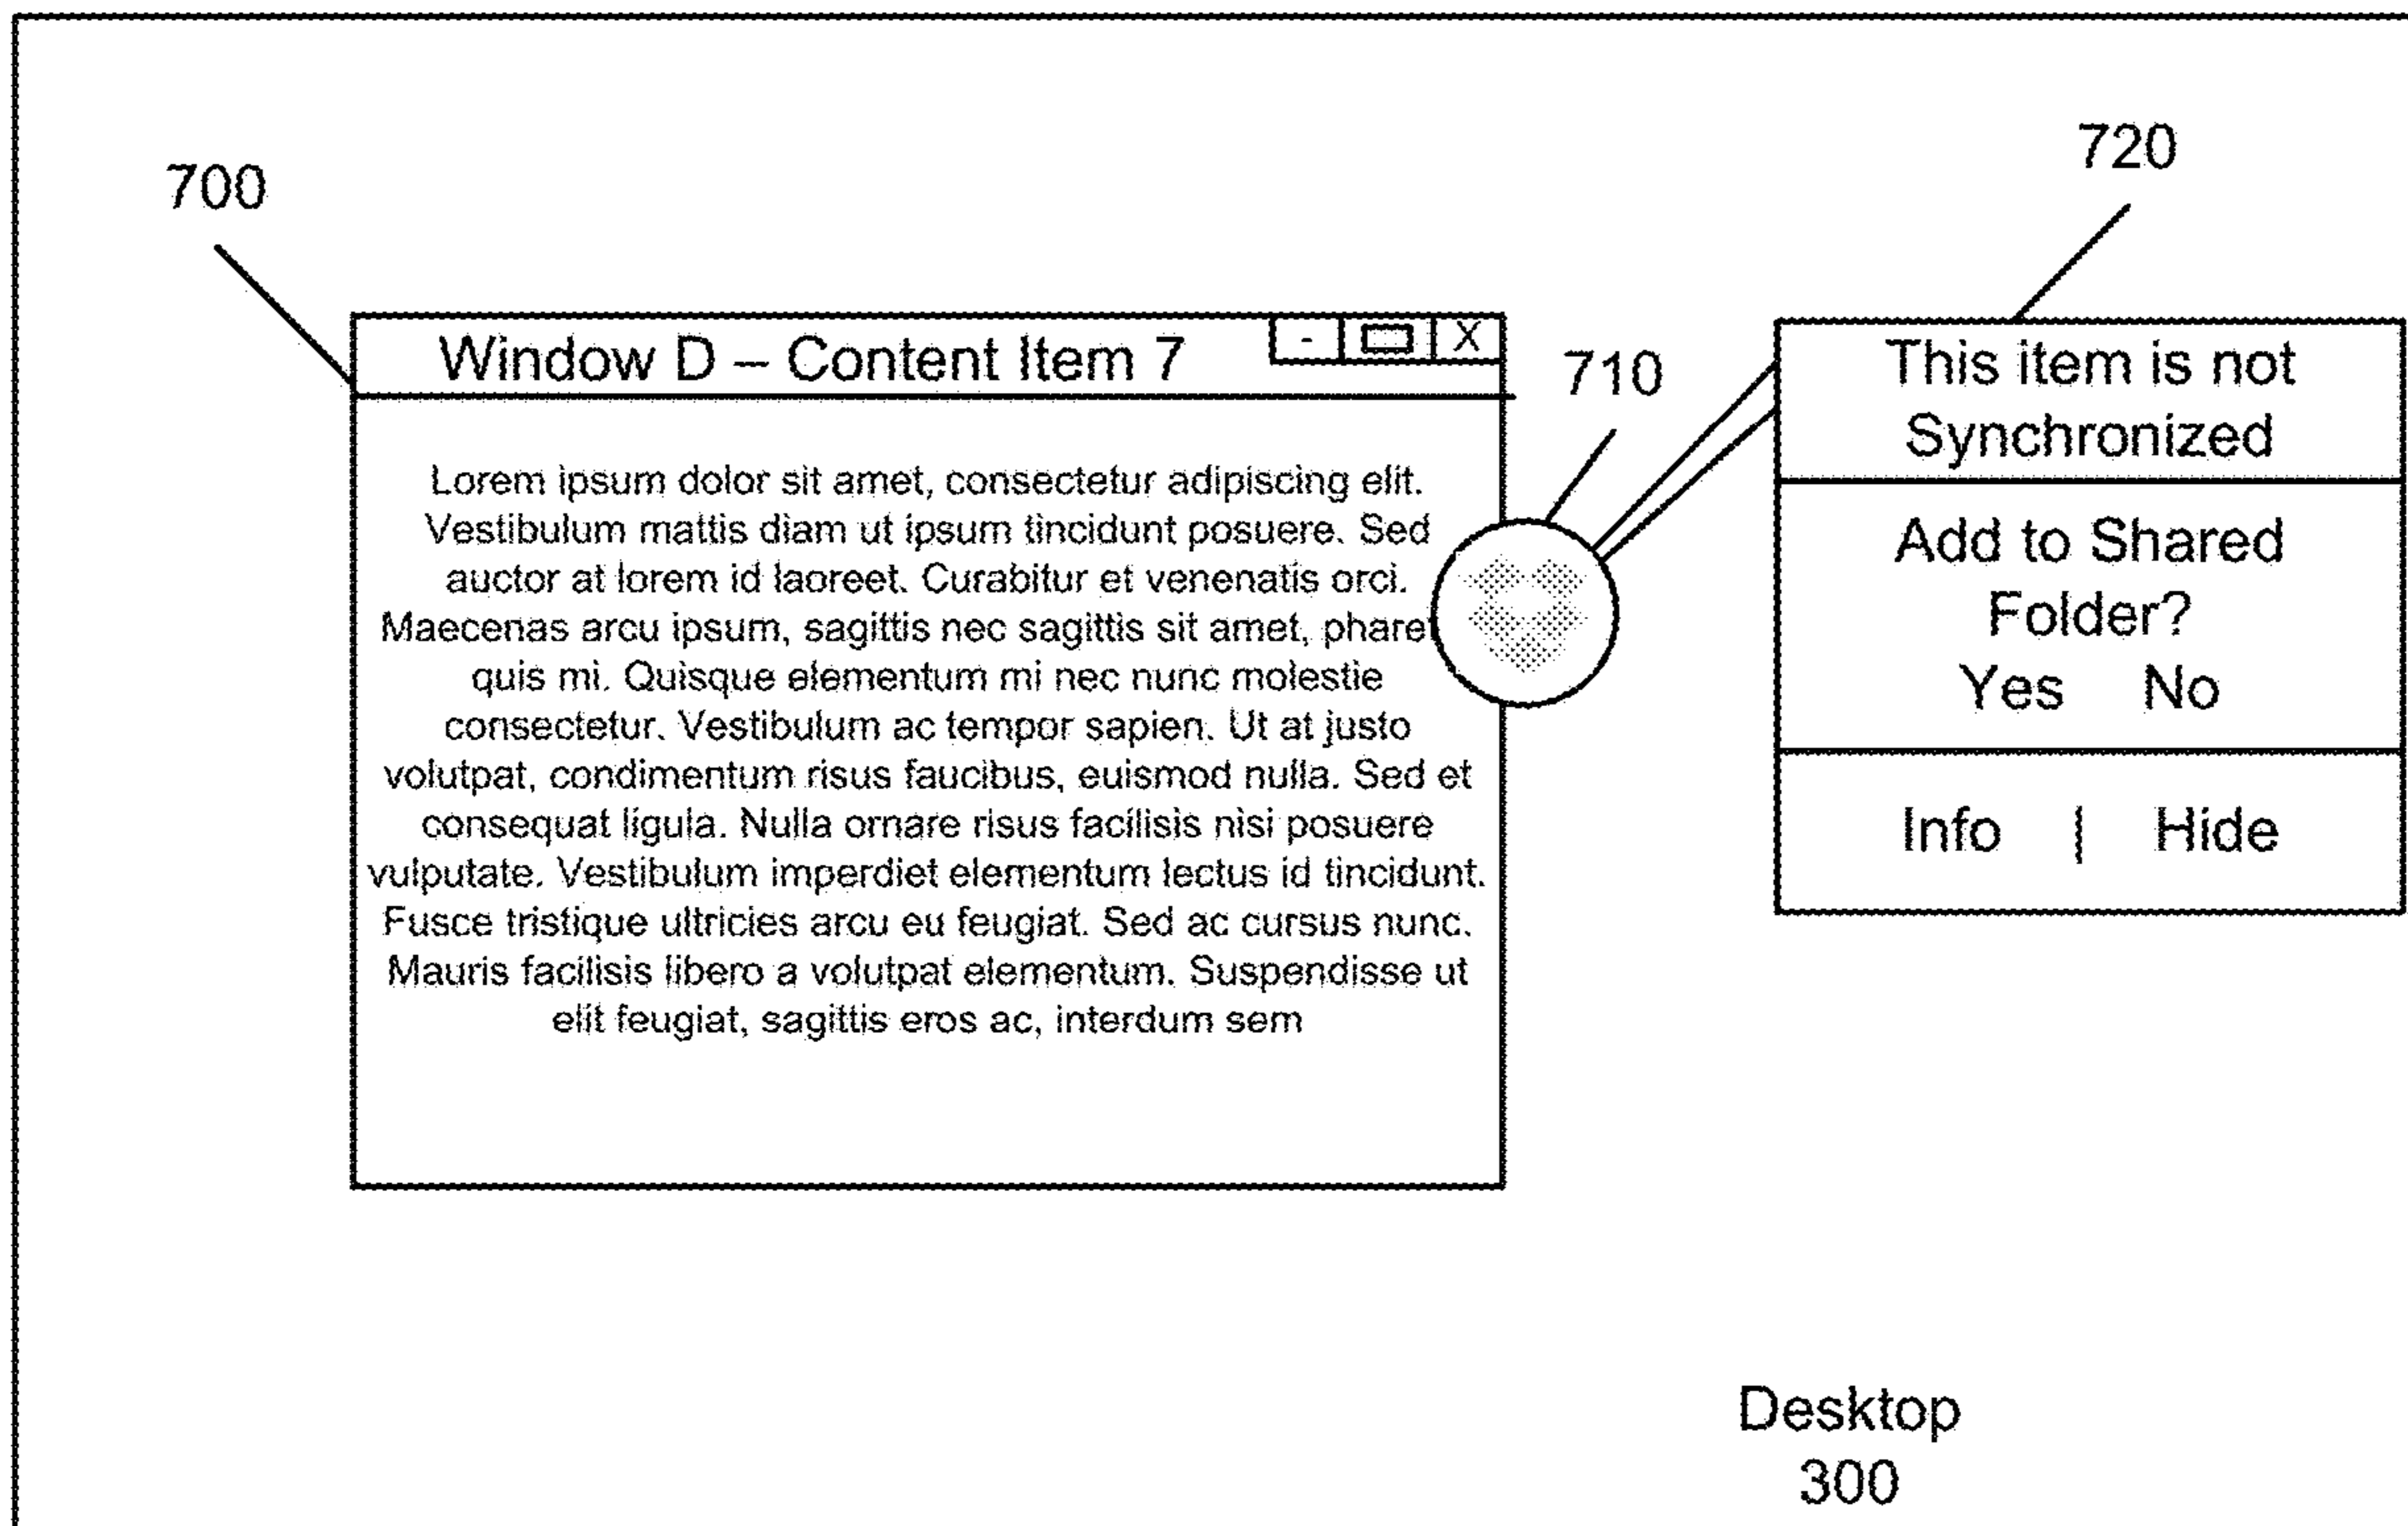 700
720
Window D – Content Item 7
- X
710
This item is not
Synchronized
Lorem ipsum dolor sit amet, consectetur adipiscing elit.
Vestibulum mattis diam ut ipsum tincidunt posuere. Sed
auctor at lorem id laoreet. Curabitur et venenatis orci.
Maecenas arcu ipsum, sagittis nec sagittis sit amet, pharet
quis mi. Quisque elementum mi nec nunc molestie
consectetur. Vestibulum ac tempor sapien. Ut at justo
volutpat, condimentum risus faucibus, euismod nulla. Sed et
consequat ligula. Nulla ornare risus facilisis nisi posuere
vulputate. Vestibulum imperdiet elementum lectus id tincidunt.
Fusce tristique ultricies arcu eu feugiat. Sed ac cursus nunc.
Mauris facilisis libero a volutpat elementum. Suspendisse ut
elit feugiat, sagittis eros ac, interdum sem
Add to Shared
Folder?
Yes No
Info | Hide
Desktop
300